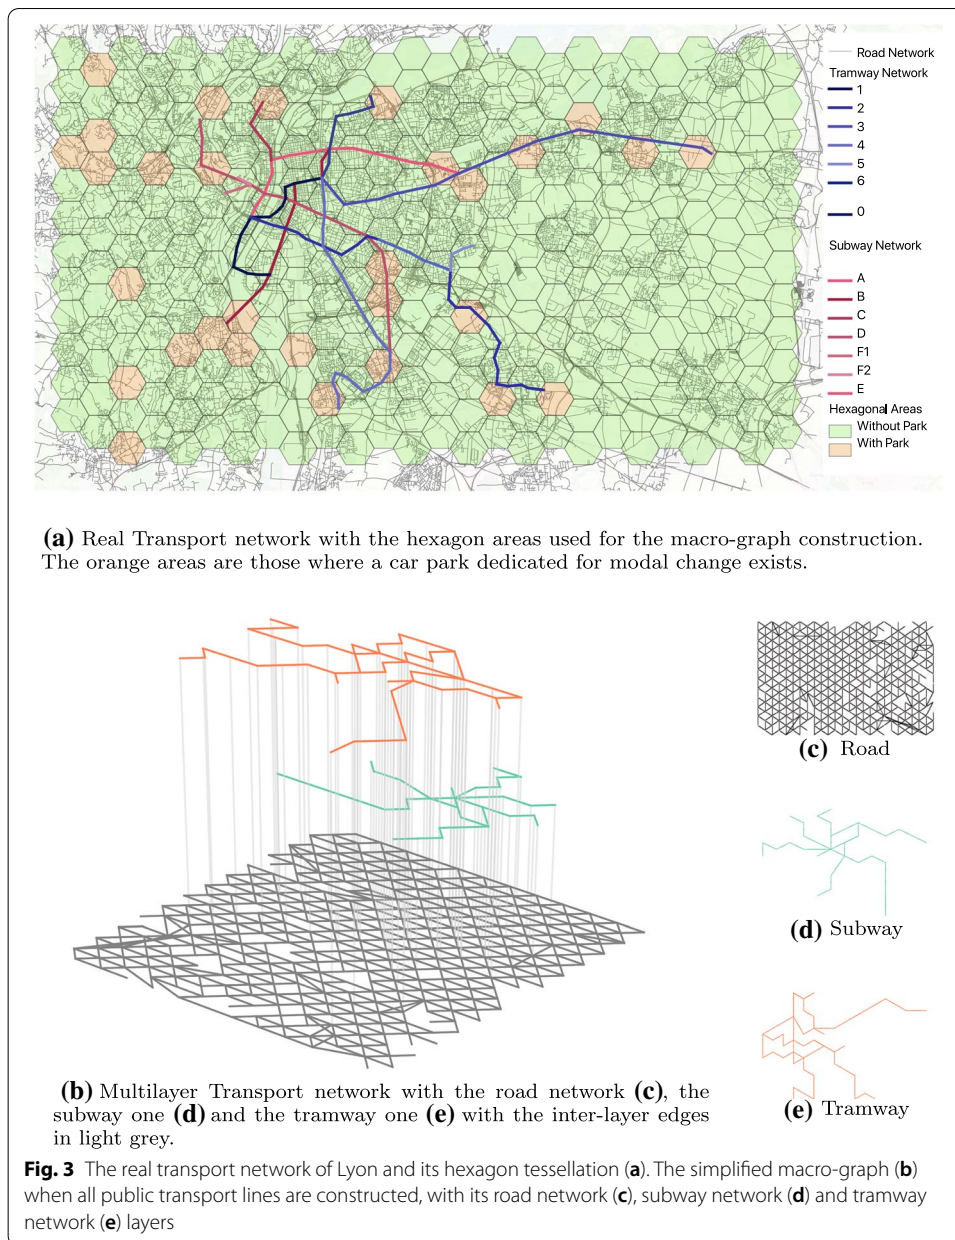 Road Network
Tramway Network
1
2
3
4
5
6
0
Subway Network
A
B
C
D
F1
F2
E
Hexagonal Areas
Without Park
With Park
(a) Real Transport network with the hexagon areas used for the macro-graph construction.
The orange areas are those where a car park dedicated for modal change exists.
(c) Road
(d) Subway
(e) Tramway
(b) Multilayer Transport network with the road network (c), the
subway one (d) and the tramway one (e) with the inter-layer edges
in light grey.
Fig. 3 The real transport network of Lyon and its hexagon tessellation (a). The simplified macro-graph (b)
when all public transport lines are constructed, with its road network (c), subway network (d) and tramway
network (e) layers